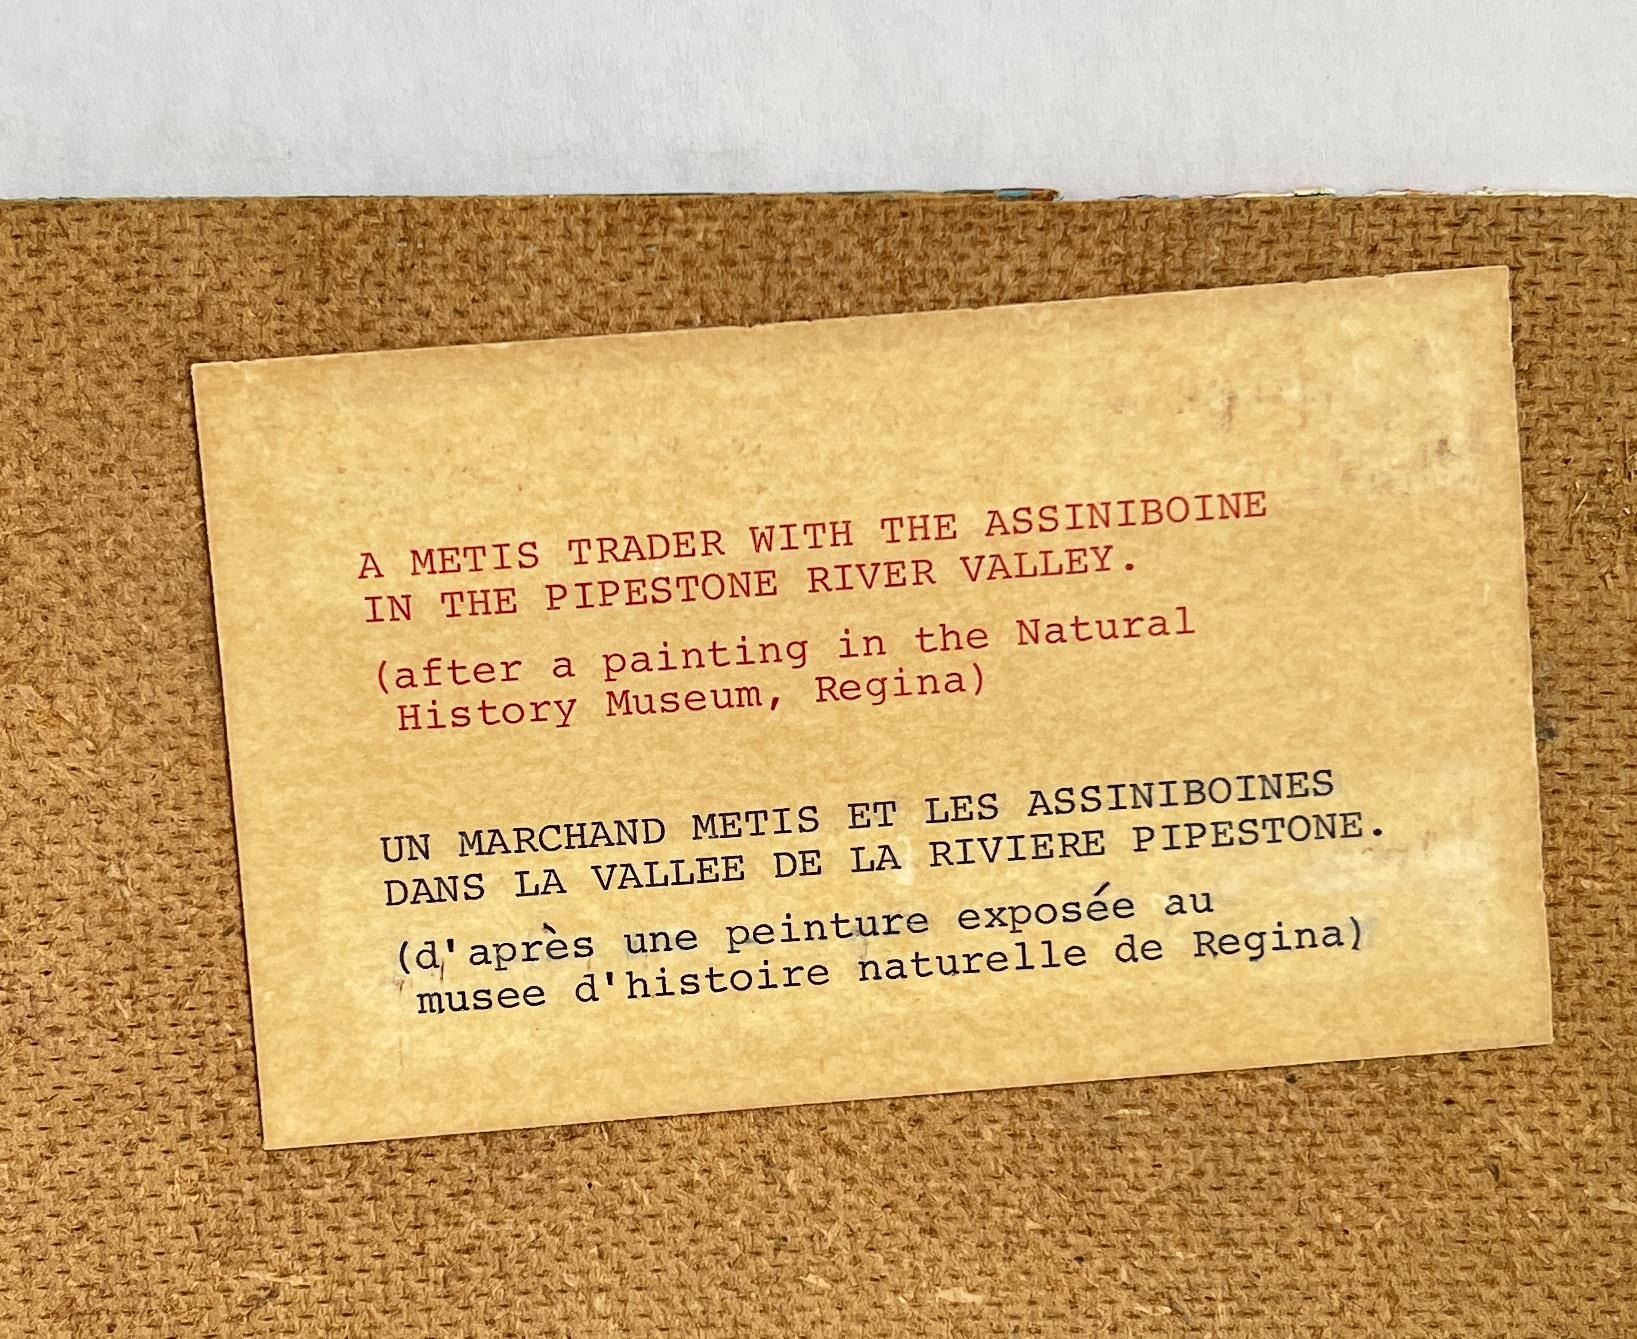 A METIS TRADER WITH THE ASSINIBOINE
IN THE PIPESTONE RIVER VALLEY.
(after a painting in the Natural
History Museum, Regina)
UN MARCHAND METIS ET LES ASSINIBOINES
DANS LA VALLEE DE LA RIVIERE PIPESTONE.
(d'après une peinture exposée au
musee d'histoire naturelle de Regina)